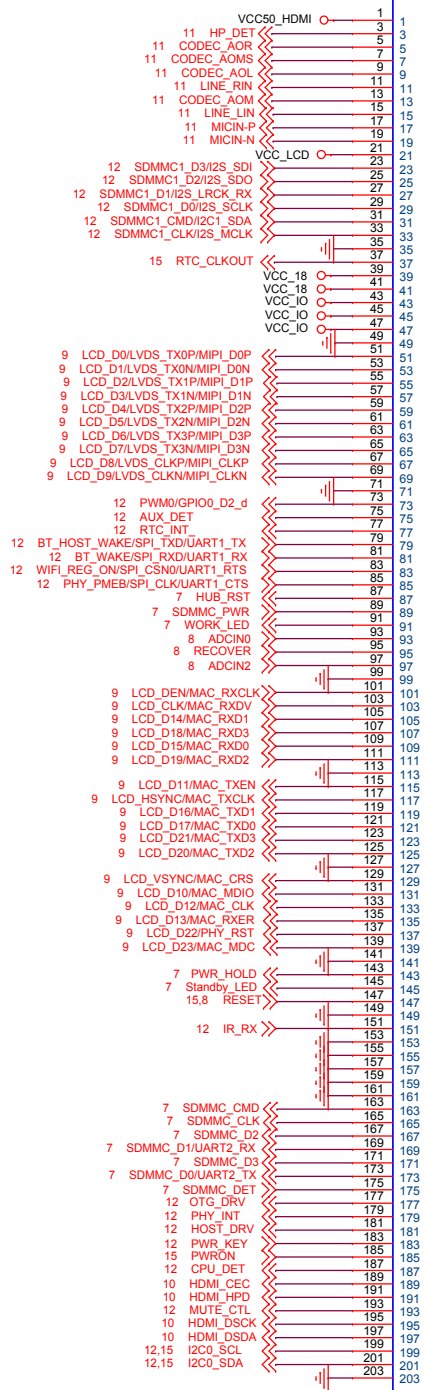 VCC50_HDMI 1 1
11 HP_DET 3 3
11 CODEC_AOR 5 5
11 CODEC_AOMS 7 7
11 CODEC_AOL 9 9
11 LINE_RIN 11 11
11 CODEC_AOM 13 13
11 LINE_LIN 15 15
11 MICIN-P 17 17
11 MICIN-N 19 19
VCC_LCD 21 21
12 SDMMC1_D3/I2S_SDI 23 23
12 SDMMC1_D2/I2S_SDO 25 25
12 SDMMC1_D1/I2S_LRCK_RX 27 27
12 SDMMC1_D0/I2S_SCLK 29 29
12 SDMMC1_CMD/I2C1_SDA 31 31
12 SDMMC1_CLK/I2S_MCLK 33 33
35 35
15 RTC_CLKOUT 37 37
VCC_18 39 39
VCC_18 41 41
VCC_IO 43 43
VCC_IO 45 45
VCC_IO 47 47
49 49
9 LCD_D0/LVDS_TX0P/MIPI_D0P 51 51
9 LCD_D1/LVDS_TX0N/MIPI_D0N 53 53
9 LCD_D2/LVDS_TX1P/MIPI_D1P 55 55
9 LCD_D3/LVDS_TX1N/MIPI_D1N 57 57
9 LCD_D4/LVDS_TX2P/MIPI_D2P 59 59
9 LCD_D5/LVDS_TX2N/MIPI_D2N 61 61
9 LCD_D6/LVDS_TX3P/MIPI_D3P 63 63
9 LCD_D7/LVDS_TX3N/MIPI_D3N 65 65
9 LCD_D8/LVDS_CLKP/MIPI_CLKP 67 67
9 LCD_D9/LVDS_CLKN/MIPI_CLKN 69 69
71 71
12 PWM0/GPIO0_D2_d 73 73
12 AUX_DET 75 75
12 RTC_INT_ 77 77
12 BT_HOST_WAKE/SPI_TXD/UART1_TX 79 79
12 BT_WAKE/SPI_RXD/UART1_RX 81 81
12 WIFI_REG_ON/SPI_CSN0/UART1_RTS 83 83
12 PHY_PMEB/SPI_CLK/UART1_CTS 85 85
7 HUB_RST 87 87
7 SDMMC_PWR 89 89
7 WORK_LED 91 91
8 ADCIN0 93 93
8 RECOVER 95 95
8 ADCIN2 97 97
99 99
9 LCD_DEN/MAC_RXCLK 101 101
9 LCD_CLK/MAC_RXDV 103 103
9 LCD_D14/MAC_RXD1 105 105
9 LCD_D18/MAC_RXD3 107 107
9 LCD_D15/MAC_RXD0 109 109
9 LCD_D19/MAC_RXD2 111 111
113 113
9 LCD_D11/MAC_TXEN 115 115
9 LCD_HSYNC/MAC_TXCLK 117 117
9 LCD_D16/MAC_TXD1 119 119
9 LCD_D17/MAC_TXD0 121 121
9 LCD_D21/MAC_TXD3 123 123
9 LCD_D20/MAC_TXD2 125 125
127 127
9 LCD_VSYNC/MAC_CRS 129 129
9 LCD_D10/MAC_MDIO 131 131
9 LCD_D12/MAC_CLK 133 133
9 LCD_D13/MAC_RXER 135 135
9 LCD_D22/PHY_RST 137 137
9 LCD_D23/MAC_MDC 139 139
141 141
7 PWR_HOLD 143 143
7 Standby_LED 145 145
15,8 RESET 147 147
149 149
12 IR_RX 151 151
153 153
155 155
157 157
159 159
161 161
7 SDMMC_CMD 163 163
7 SDMMC_CLK 165 165
7 SDMMC_D2 167 167
7 SDMMC_D1/UART2_RX 169 169
7 SDMMC_D3 171 171
7 SDMMC_D0/UART2_TX 173 173
7 SDMMC_DET 175 175
12 OTG_DRV 177 177
12 PHY_INT 179 179
12 HOST_DRV 181 181
12 PWR_KEY 183 183
15 PWRON 185 185
12 CPU_DET 187 187
10 HDMI_CEC 189 189
10 HDMI_HPD 191 191
12 MUTE_CTL 193 193
10 HDMI_DSCK 195 195
10 HDMI_DSDA 197 197
12,15 I2C0_SCL 199 199
12,15 I2C0_SDA 201 201
203 203